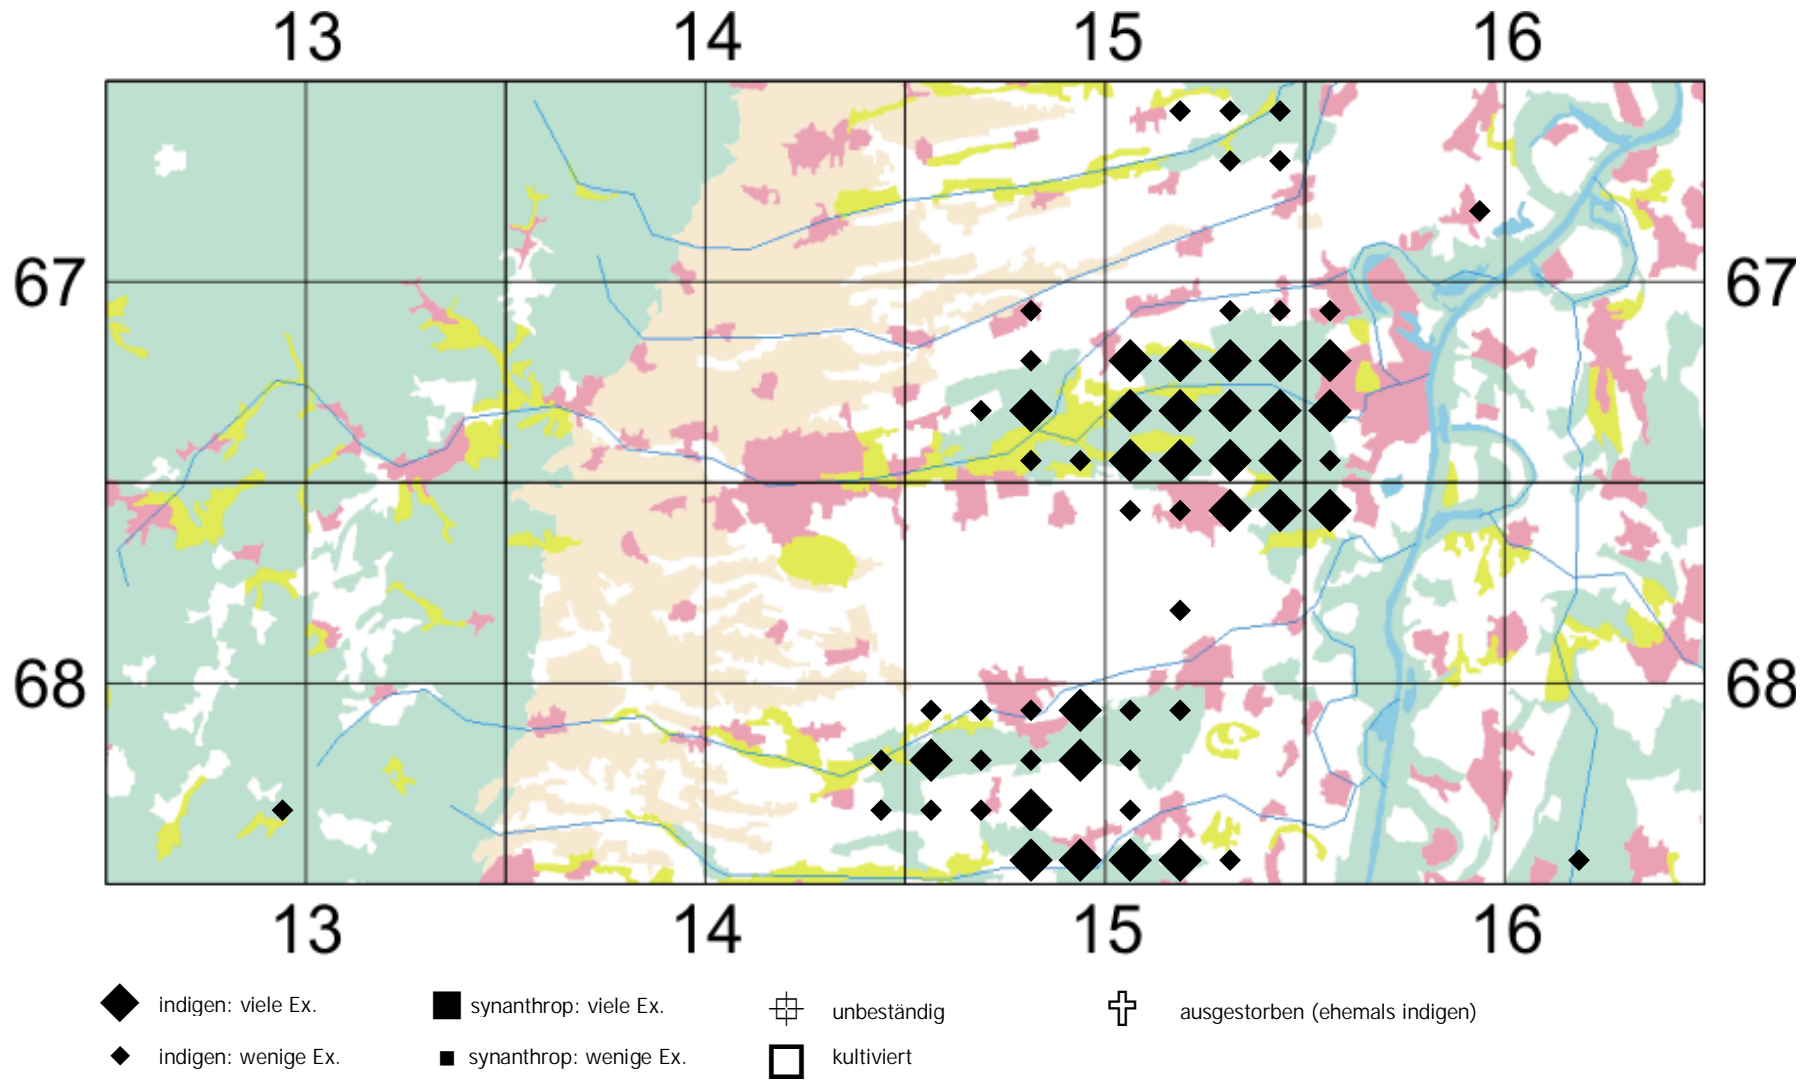 13 14 15 16
67 67
68 68
13 14 15 16
indigen: viele Ex. synanthrop: viele Ex. unbeständig ausgestorben (ehemals indigen)
indigen: wenige Ex. synanthrop: wenige Ex. kultiviert